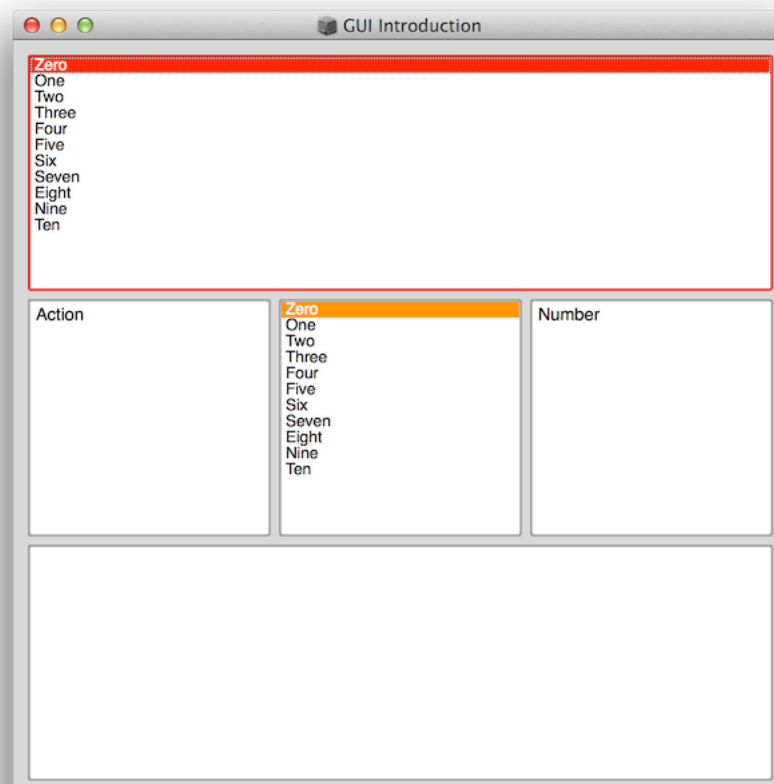 GUI Introduction
Zero
One
Two
Three
Four
Five
Six
Seven
Eight
Nine
Ten
Action
Zero
One
Two
Three
Four
Five
Six
Seven
Eight
Nine
Ten
Number